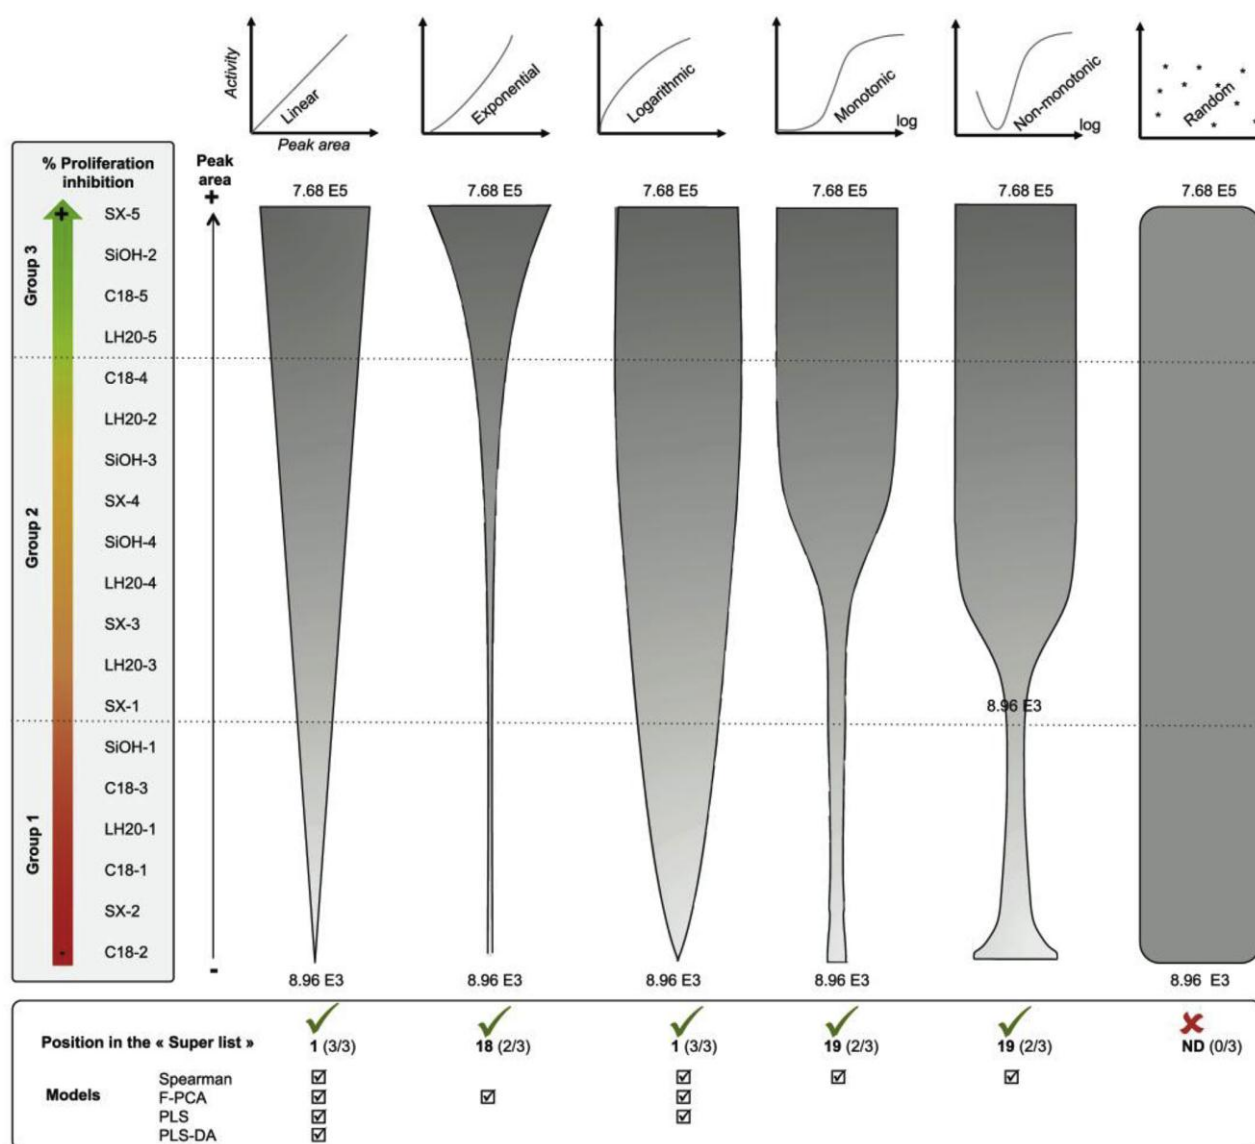 Activity
Linear
Peak area
Exponential
Logarithmic
Monotonic
log
Non-monotonic
log
Random
% Proliferation
inhibition
Peak
area
+
+
7.68 E5
7.68 E5
7.68 E5
7.68 E5
7.68 E5
7.68 E5
Group 3
SX-5
SiOH-2
C18-5
LH20-5
Group 2
C18-4
LH20-2
SiOH-3
SX-4
SiOH-4
LH20-4
SX-3
LH20-3
SX-1
8.96 E3
Group 1
SiOH-1
C18-3
LH20-1
C18-1
SX-2
C18-2
-
-
8.96 E3
8.96 E3
8.96 E3
8.96 E3
8.96 E3
Position in the « Super list »
1 (3/3)
18 (2/3)
1 (3/3)
19 (2/3)
19 (2/3)
ND (0/3)
Models
Spearman
F-PCA
PLS
PLS-DA